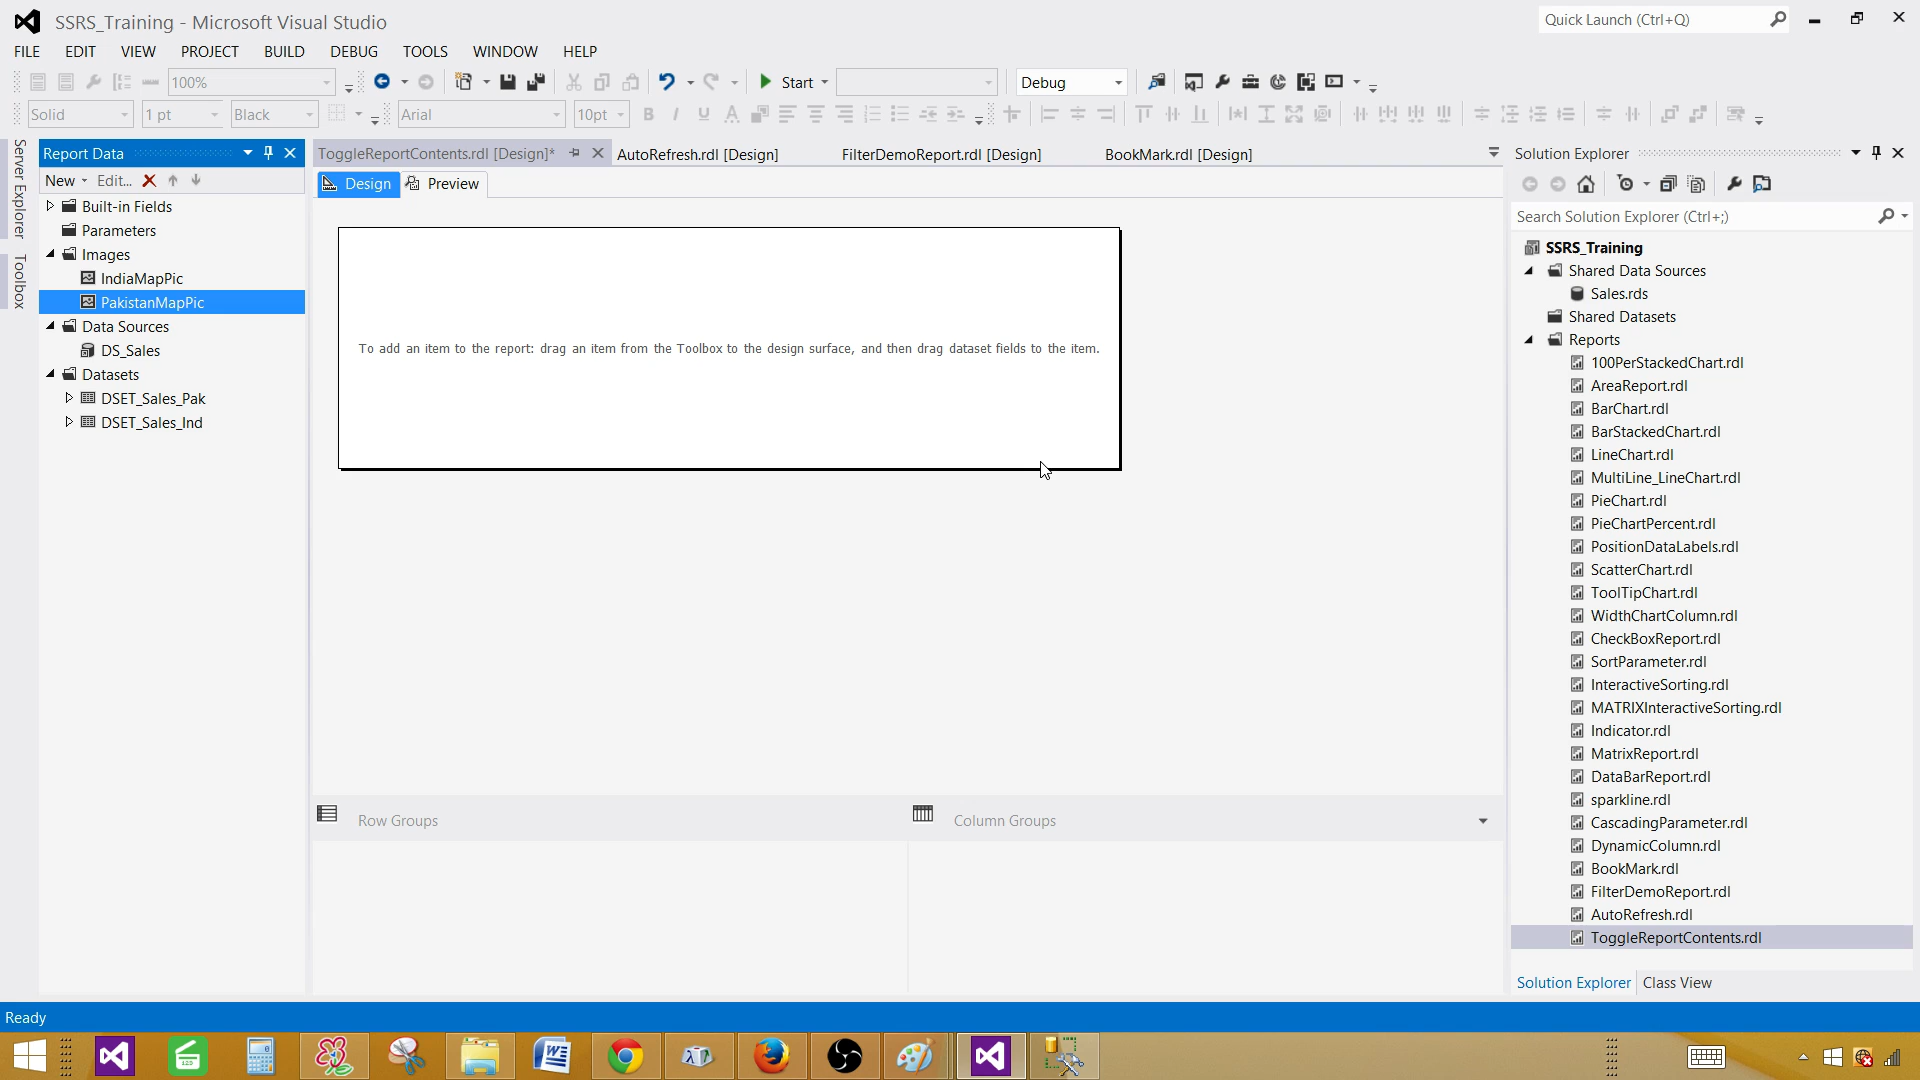 SSRS_Training - Microsoft Visual Studio
Quick Launch (Ctrl+Q)
FILE EDIT VIEW PROJECT BUILD DEBUG TOOLS WINDOW HELP
100% Start Debug
Solid 1 pt Black Arial 10pt B I U A
Server Explorer
Toolbox
Report Data
New Edit...
Built-in Fields
Parameters
Images
IndiaMapPic
PakistanMapPic
Data Sources
DS_Sales
Datasets
DSET_Sales_Pak
DSET_Sales_Ind
ToggleReportContents.rdl [Design]* AutoRefresh.rdl [Design] FilterDemoReport.rdl [Design] BookMark.rdl [Design]
Design Preview
To add an item to the report: drag an item from the Toolbox to the design surface, and then drag dataset fields to the item.
Row Groups
Column Groups
Solution Explorer
Search Solution Explorer (Ctrl+;)
SSRS_Training
Shared Data Sources
Sales.rds
Shared Datasets
Reports
100PerStackedChart.rdl
AreaReport.rdl
BarChart.rdl
BarStackedChart.rdl
LineChart.rdl
MultiLine_LineChart.rdl
PieChart.rdl
PieChartPercent.rdl
PositionDataLabels.rdl
ScatterChart.rdl
ToolTipChart.rdl
WidthChartColumn.rdl
CheckBoxReport.rdl
SortParameter.rdl
InteractiveSorting.rdl
MATRIXInteractiveSorting.rdl
Indicator.rdl
MatrixReport.rdl
DataBarReport.rdl
sparkline.rdl
CascadingParameter.rdl
DynamicColumn.rdl
BookMark.rdl
FilterDemoReport.rdl
AutoRefresh.rdl
ToggleReportContents.rdl
Solution Explorer Class View
Ready